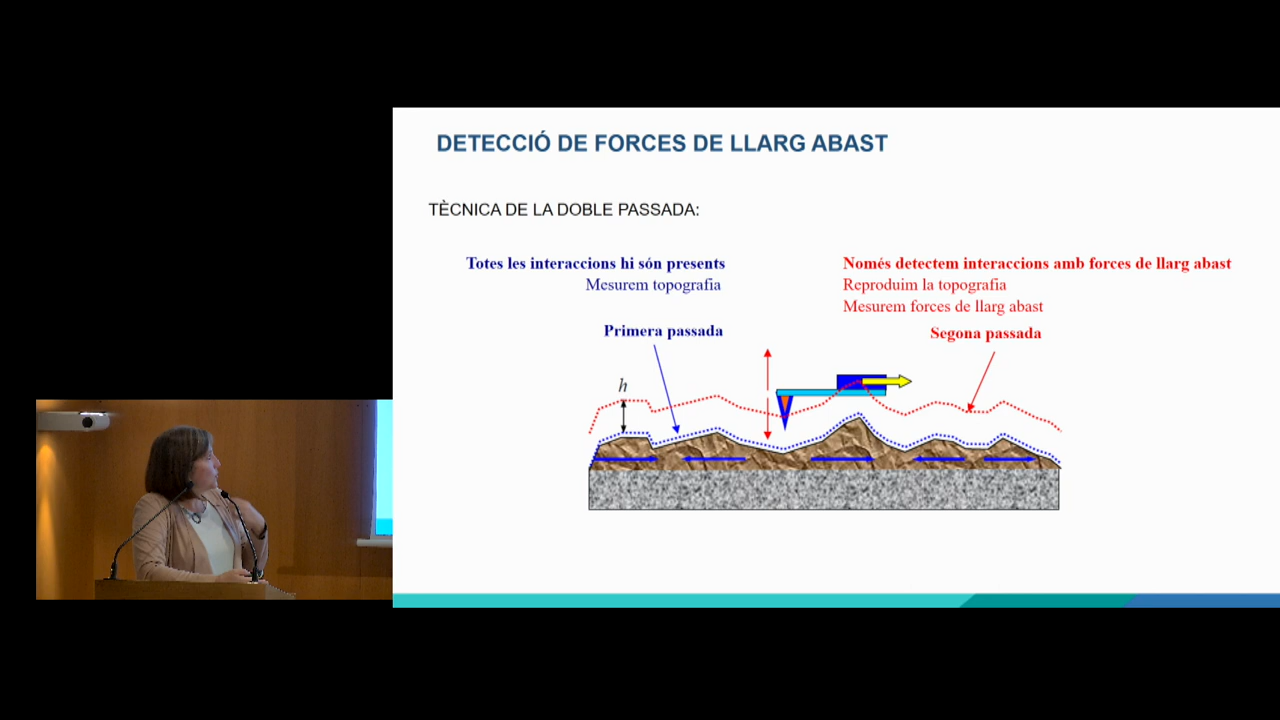 DETECCIÓ DE FORCES DE LLARG ABAST
TÈCNICA DE LA DOBLE PASSADA:
Totes les interaccions hi són presents
Mesurem topografia
Primera passada
Només detectem interaccions amb forces de llarg abast
Reproduim la topografia
Mesurem forces de llarg abast
Segona passada
h